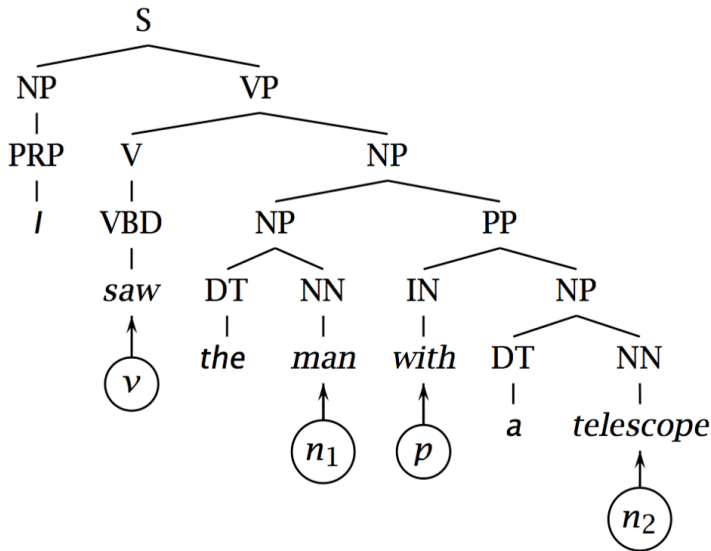 S
NP VP
PRP V NP
I VBD NP PP
saw DT NN IN NP
the man with DT NN
v
a telescope
n1 p
n2